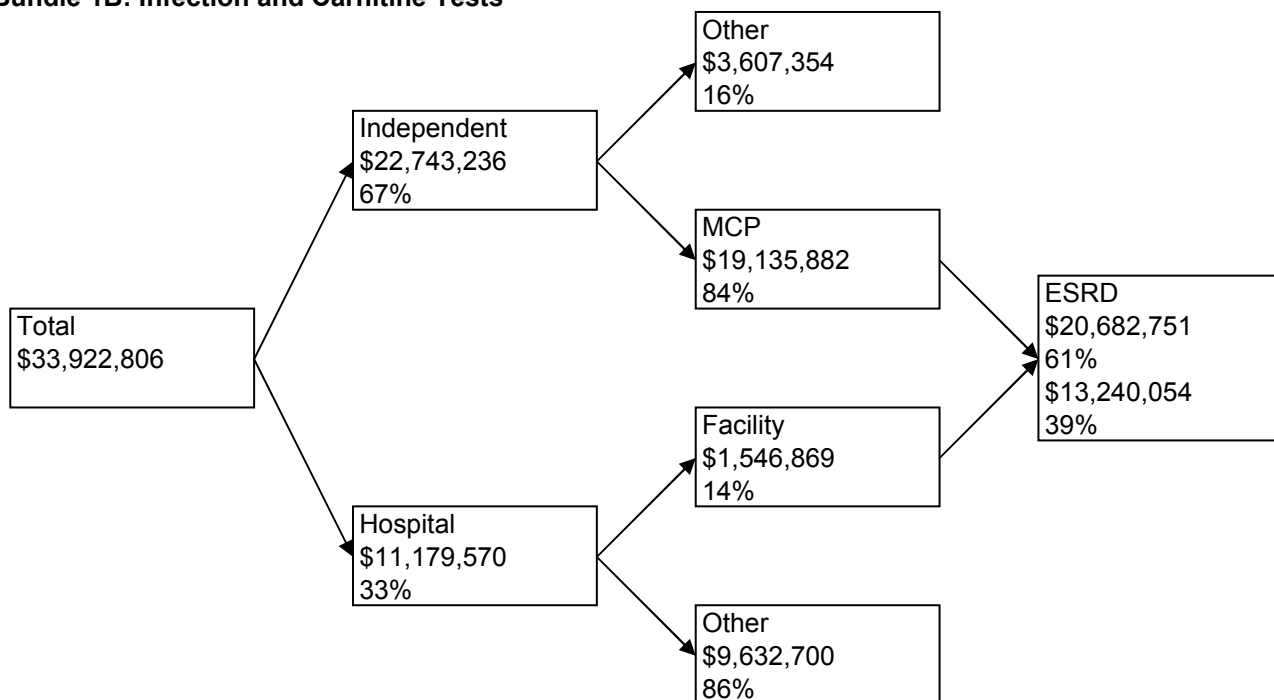 Bundle 1B: Infection and Carnitine Tests
Other
$3,607,354
16%
Independent
$22,743,236
67%
MCP
$19,135,882
84%
ESRD
$20,682,751
61%
$13,240,054
39%
Total
$33,922,806
Facility
$1,546,869
14%
Hospital
$11,179,570
33%
Other
$9,632,700
86%